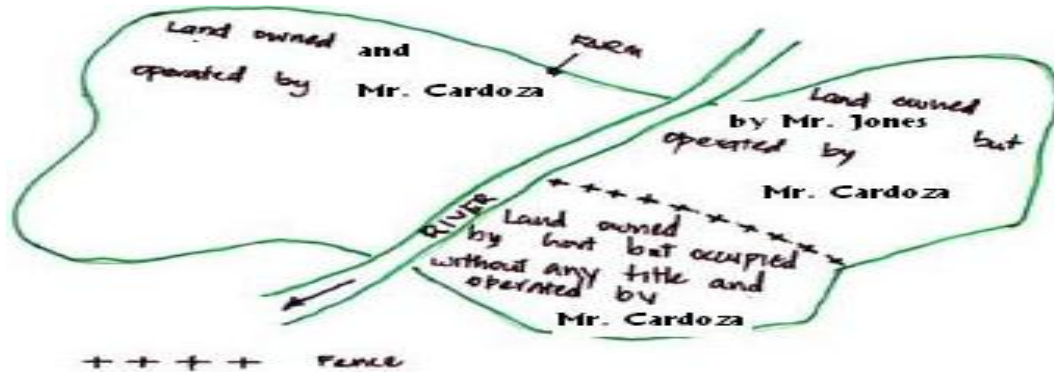 Land owned and
operated by Mr. Cardoza
FARM
Land owned
by Mr. Jones but
operated by
Mr. Cardoza
RIVER
Land owned
by but occupied
without any title and
operated by
Mr. Cardoza
Fence